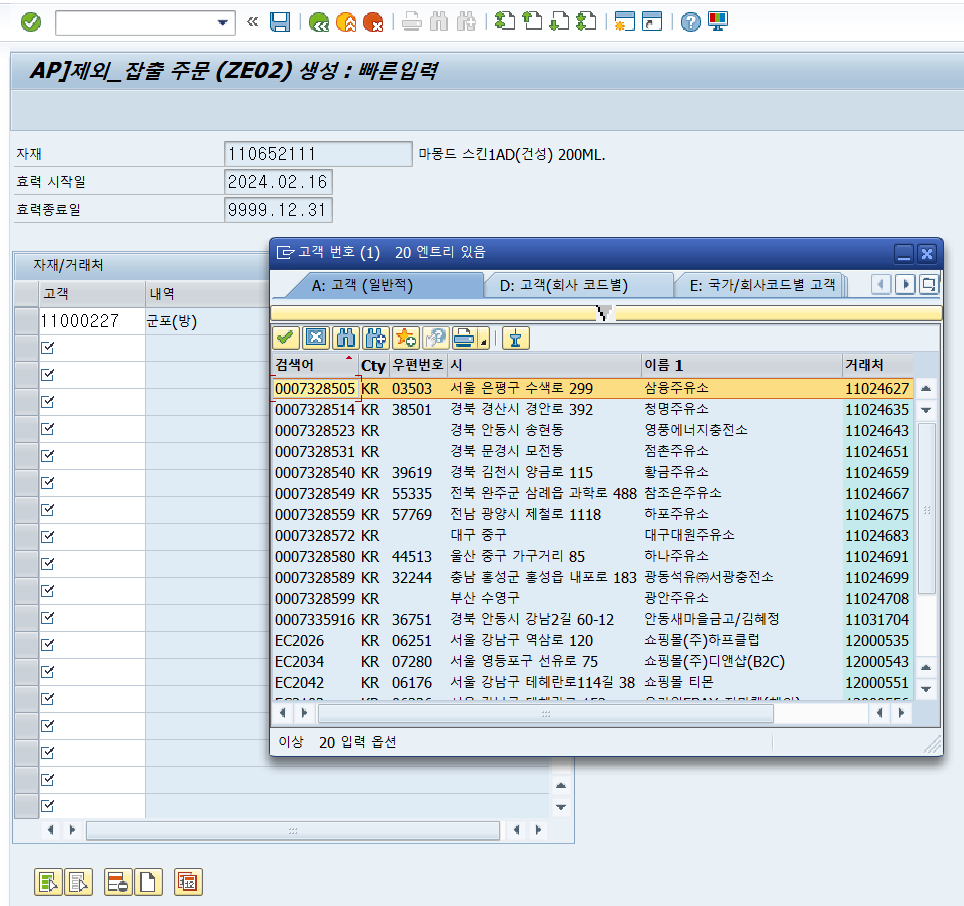 AP]제외_잡출 주문 (ZE02) 생성 : 빠른입력
자재 110652111 마몽드 스킨1AD(건성) 200ML.
효력 시작일 2024.02.16
효력종료일 9999.12.31
자재/거래처
고객 내역
11000227 군포(방)
고객 번호 (1) 20 엔트리 있음
A: 고객 (일반적) D: 고객(회사 코드별) E: 국가/회사코드별 고객
검색어 Cty 우편번호 시 이름 1 거래처
0007328505 KR 03503 서울 은평구 수색로 299 삼융주유소 11024627
0007328514 KR 38501 경북 경산시 경안로 392 청명주유소 11024635
0007328523 KR 경북 안동시 송현동 영풍에너지충전소 11024643
0007328531 KR 경북 문경시 모전동 점촌주유소 11024651
0007328540 KR 39619 경북 김천시 양금로 115 황금주유소 11024659
0007328549 KR 55335 전북 완주군 삼례읍 과학로 488 참조은주유소 11024667
0007328559 KR 57769 전남 광양시 제철로 1118 하포주유소 11024675
0007328572 KR 대구 중구 대구대원주유소 11024683
0007328580 KR 44513 울산 중구 가구거리 85 하나주유소 11024691
0007328589 KR 32244 충남 홍성군 홍성읍 내포로 183 광동석유㈜서광충전소 11024699
0007328599 KR 부산 수영구 광안주유소 11024708
0007335916 KR 36751 경북 안동시 강남2길 60-12 안동새마을금고/김혜정 11031704
EC2026 KR 06251 서울 강남구 역삼로 120 쇼핑몰(주)하프클럽 12000535
EC2034 KR 07280 서울 영등포구 선유로 75 쇼핑몰(주)디앤샵(B2C) 12000543
EC2042 KR 06176 서울 강남구 테헤란로114길 38 쇼핑몰 티몬 12000551
이상 20 입력 옵션